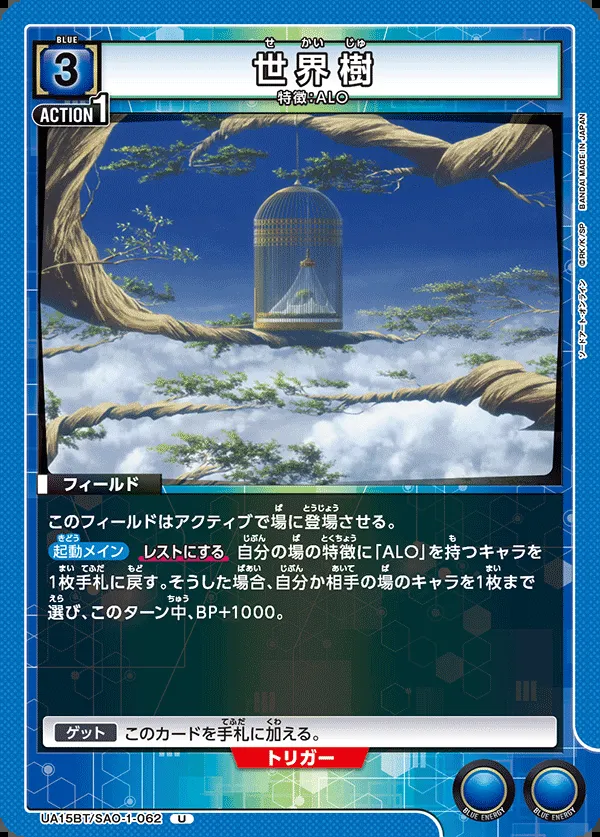 BLUE
3
せかいじゅ
世界樹
特徴:ALO
ACTION 1
BANDAI MADE IN JAPAN
©RK/K/SP
ソードアート・オンライン
フィールド
このフィールドはアクティブで場に登場させる。
起動メイン レストにする 自分の場の特徴に「ALO」を持つキャラを
1枚手札に戻す。そうした場合、自分か相手の場のキャラを1枚まで
選び、このターン中、BP+1000。
ゲット このカードを手札に加える。
トリガー
UA15BT/SAO-1-062 U
BLUE ENERGY BLUE ENERGY